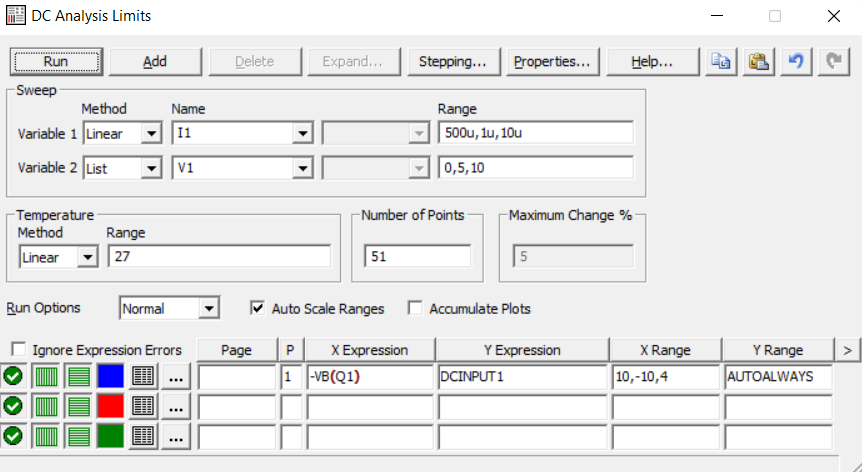 DC Analysis Limits
Run Add Delete Expand... Stepping... Properties... Help...
Sweep
Method Name Range
Variable 1 Linear I1 500u,1u,10u
Variable 2 List V1 0,5,10
Temperature Number of Points Maximum Change %
Method Range
Linear 27 51 5
Run Options Normal Auto Scale Ranges Accumulate Plots
Ignore Expression Errors Page P X Expression Y Expression X Range Y Range >
... 1 -VB(Q1) DCINPUT1 10,-10,4 AUTOALWAYS
...
...